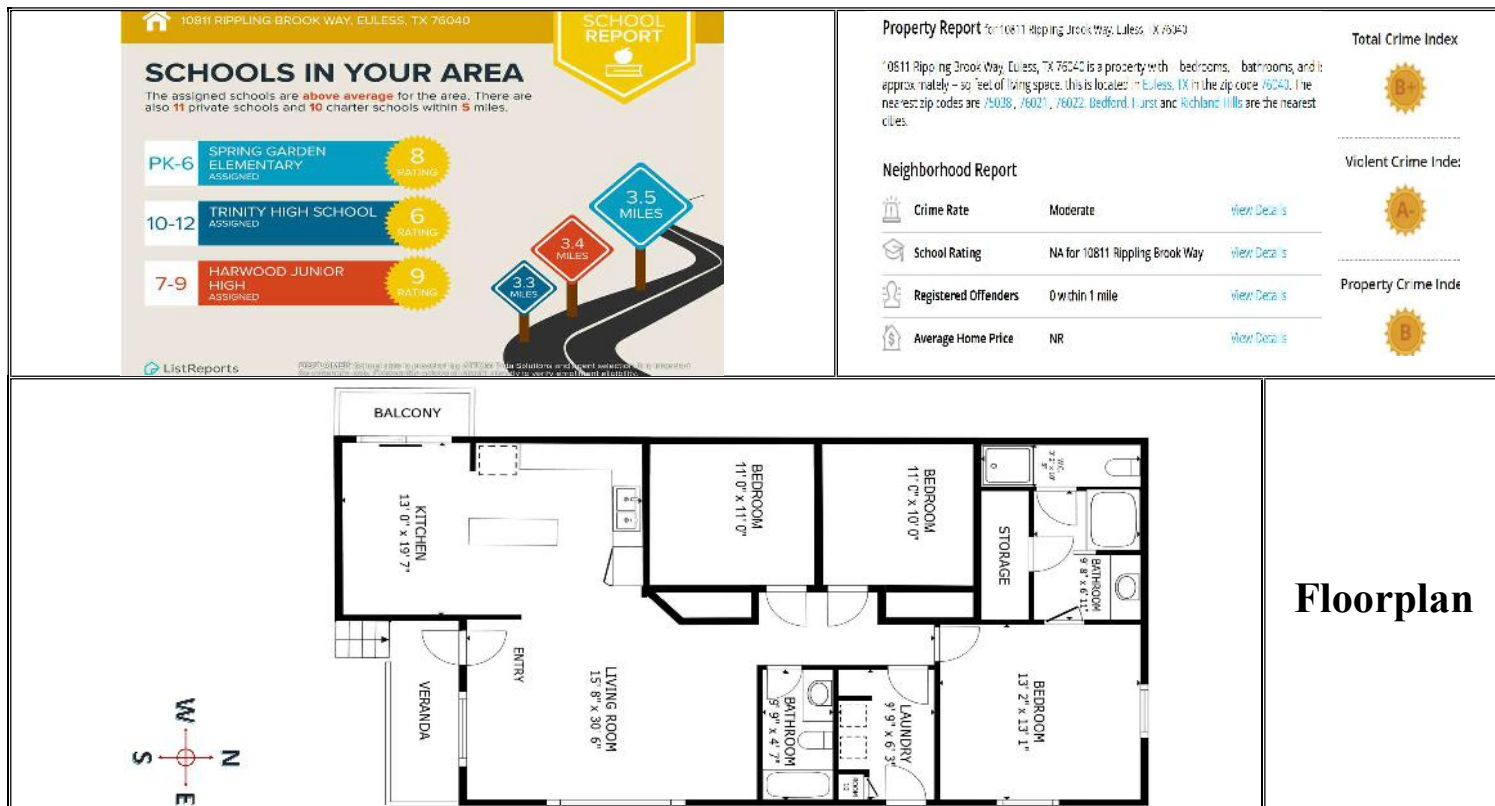 10811 RIPPLING BROOK WAY, EULESS, TX 76040
SCHOOL
REPORT
SCHOOLS IN YOUR AREA
The assigned schools are above average for the area. There are
also 11 private schools and 10 charter schools within 5 miles.
PK-6
SPRING GARDEN
ELEMENTARY
ASSIGNED
8
RATING
10-12
TRINITY HIGH SCHOOL
ASSIGNED
6
RATING
7-9
HARWOOD JUNIOR
HIGH
ASSIGNED
9
RATING
3.5
MILES
3.4
MILES
3.3
MILES
ListReports
Property Report for 10811 Rippling Brook Way, Euless, TX 76040
10811 Rippling Brook Way, Euless, TX 76040 is a property with -- bedrooms, -- bathrooms, and is
approximately -- sq feet of living space. this is located in Euless, TX in the zip code 76040. The
nearest zip codes are 75038, 76021, 76022. Bedford, Hurst and Richland Hills are the nearest
cities.
Neighborhood Report
Crime Rate Moderate View Details
School Rating NA for 10811 Rippling Brook Way View Details
Registered Offenders 0 within 1 mile View Details
Average Home Price NR View Details
Total Crime Index
B+
Violent Crime Index
A-
Property Crime Inde
B
BALCONY
KITCHEN
13' 0" x 19' 7"
BEDROOM
11' 0" x 11' 0"
BEDROOM
11' 0" x 10' 0"
W.C.
STORAGE
BATHROOM
9' 8" x 6' 11"
ENTRY
VERANDA
LIVING ROOM
15' 8" x 30' 6"
BATHROOM
9' 9" x 4' 7"
LAUNDRY
9' 9" x 6' 3"
ROOM
BEDROOM
13' 2" x 13' 1"
W
N
S
E
Floorplan